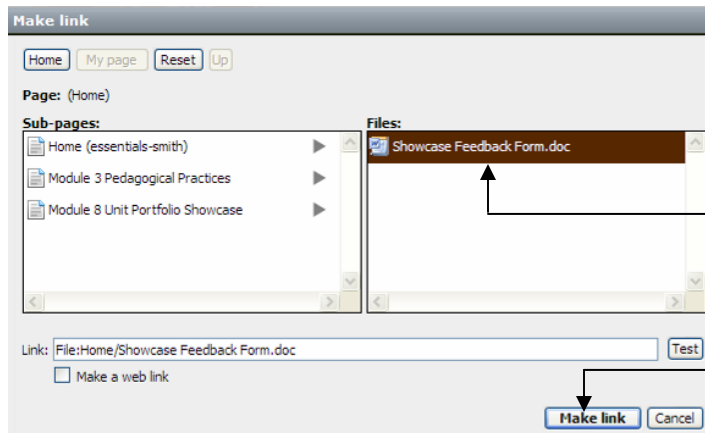 Make link
Home My page Reset Up
Page: (Home)
Sub-pages: Files:
Home (essentials-smith) Showcase Feedback Form.doc
Module 3 Pedagogical Practices
Module 8 Unit Portfolio Showcase
Link: File:Home/Showcase Feedback Form.doc Test
Make a web link
Make link Cancel